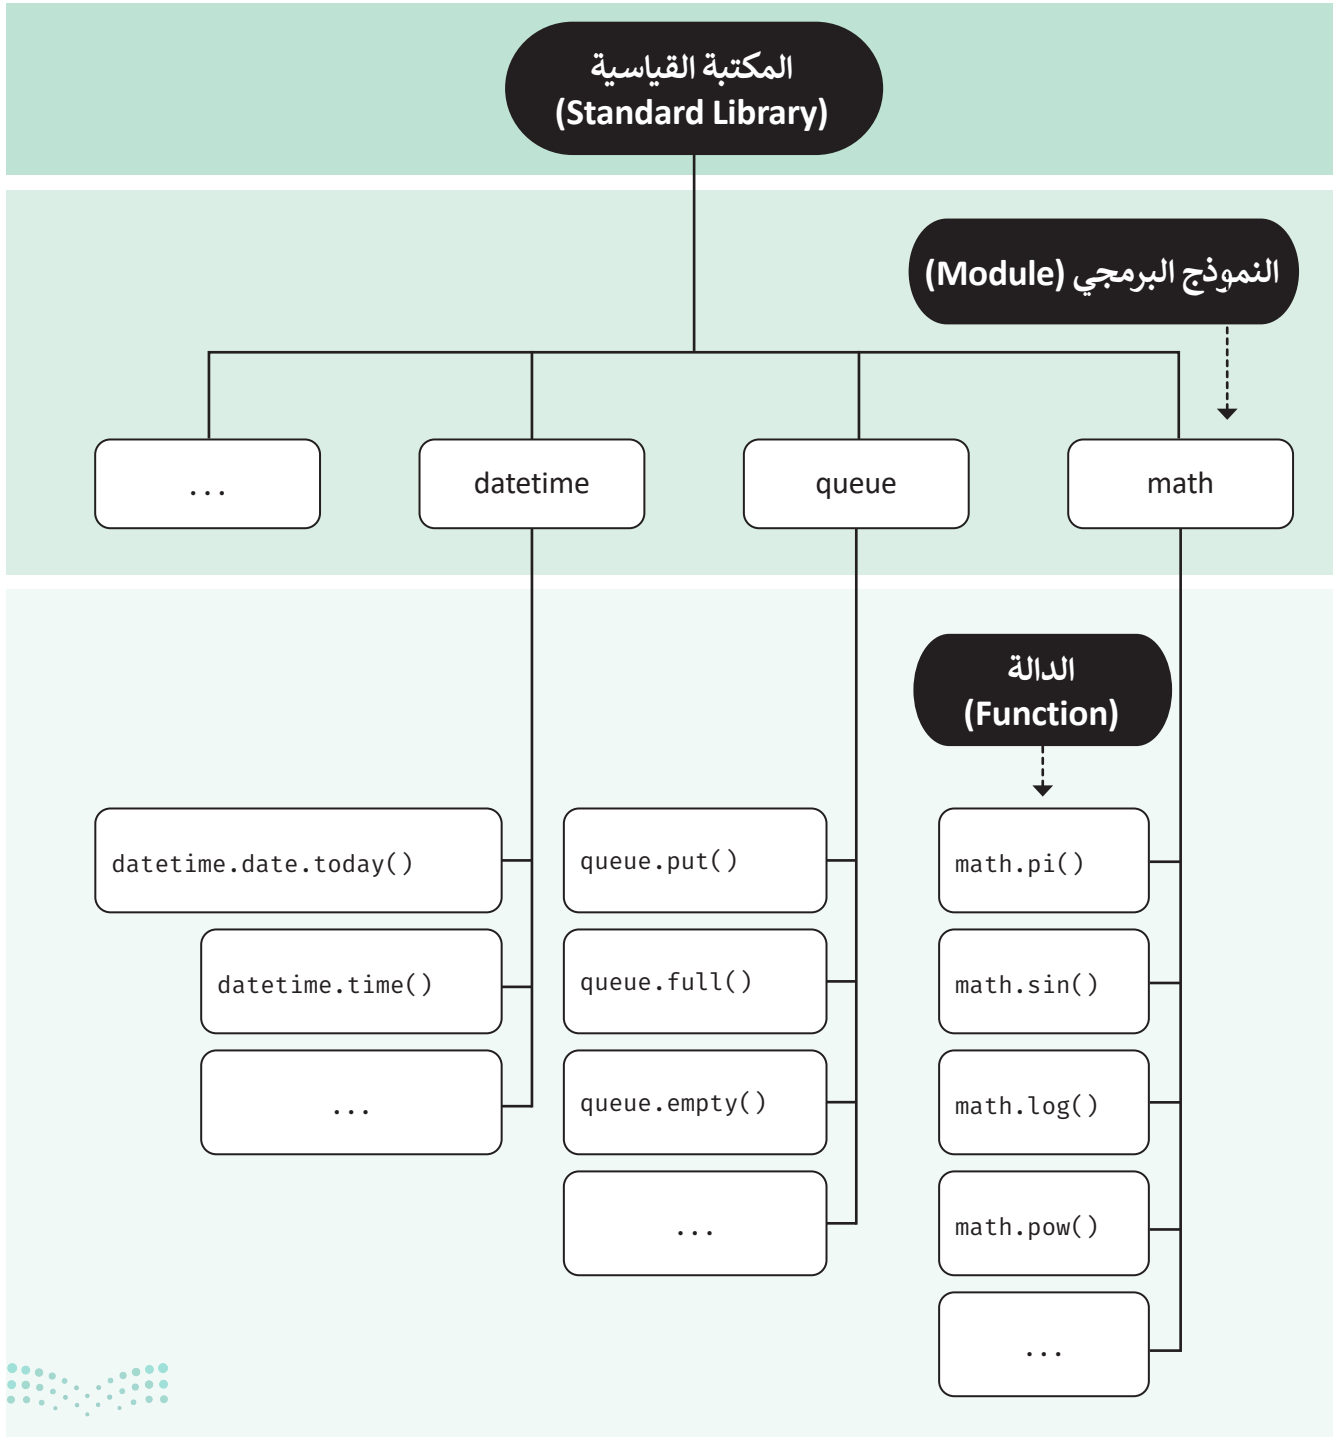 المكتبة القياسية
(Standard Library)
النموذج البرمجي (Module)
math
queue
datetime
...
الدالة
(Function)
math.pi()
math.sin()
math.log()
math.pow()
...
queue.put()
queue.full()
queue.empty()
...
datetime.date.today()
datetime.time()
...